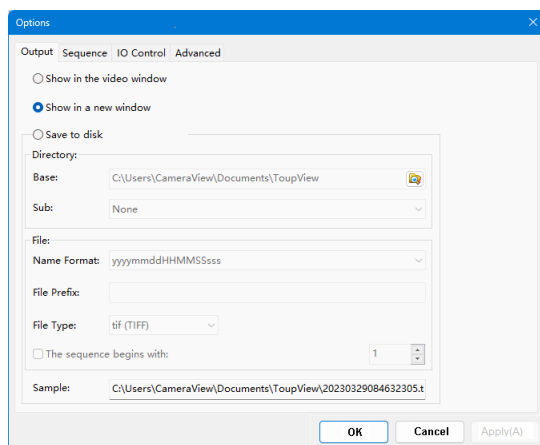 Options
Output Sequence IO Control Advanced
Show in the video window
Show in a new window
Save to disk
Directory:
Base: C:\Users\CameraView\Documents\ToupView
Sub: None
File:
Name Format: yyyymmddHHMMSSsss
File Prefix:
File Type: tif (TIFF)
The sequence begins with: 1
Sample: C:\Users\CameraView\Documents\ToupView\20230329084632305.t
OK Cancel Apply(A)